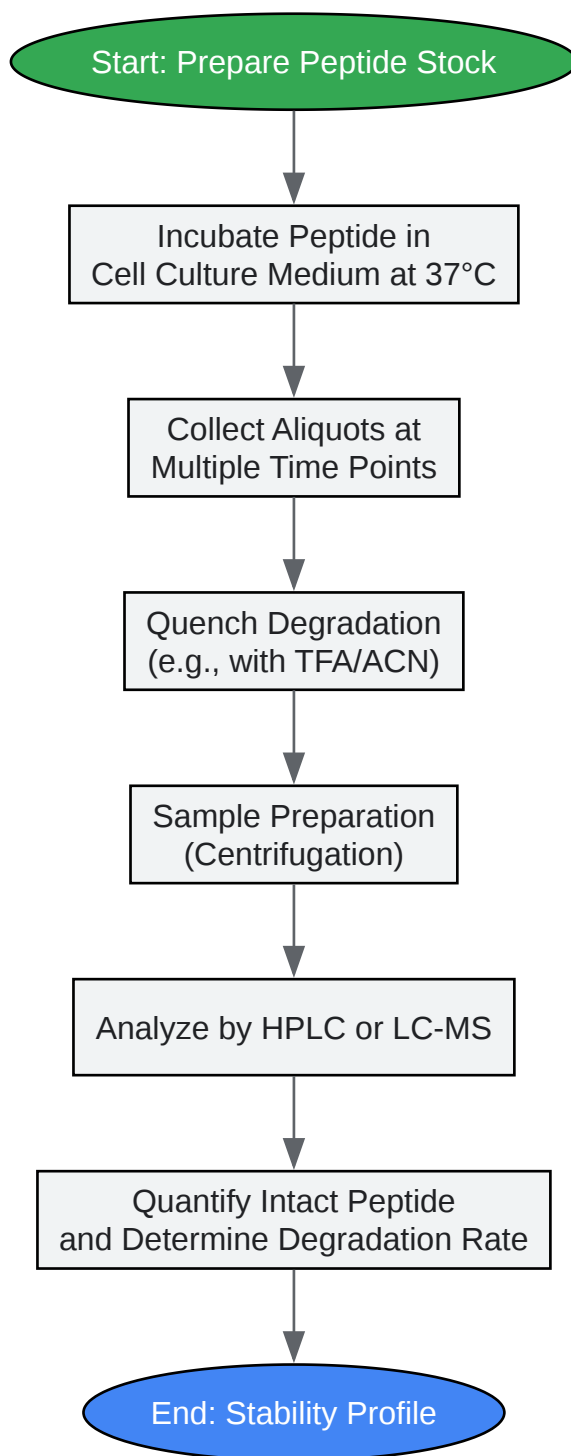 Start: Prepare Peptide Stock
Incubate Peptide in
Cell Culture Medium at 37°C
Collect Aliquots at
Multiple Time Points
Quench Degradation
(e.g., with TFA/ACN)
Sample Preparation
(Centrifugation)
Analyze by HPLC or LC-MS
Quantify Intact Peptide
and Determine Degradation Rate
End: Stability Profile